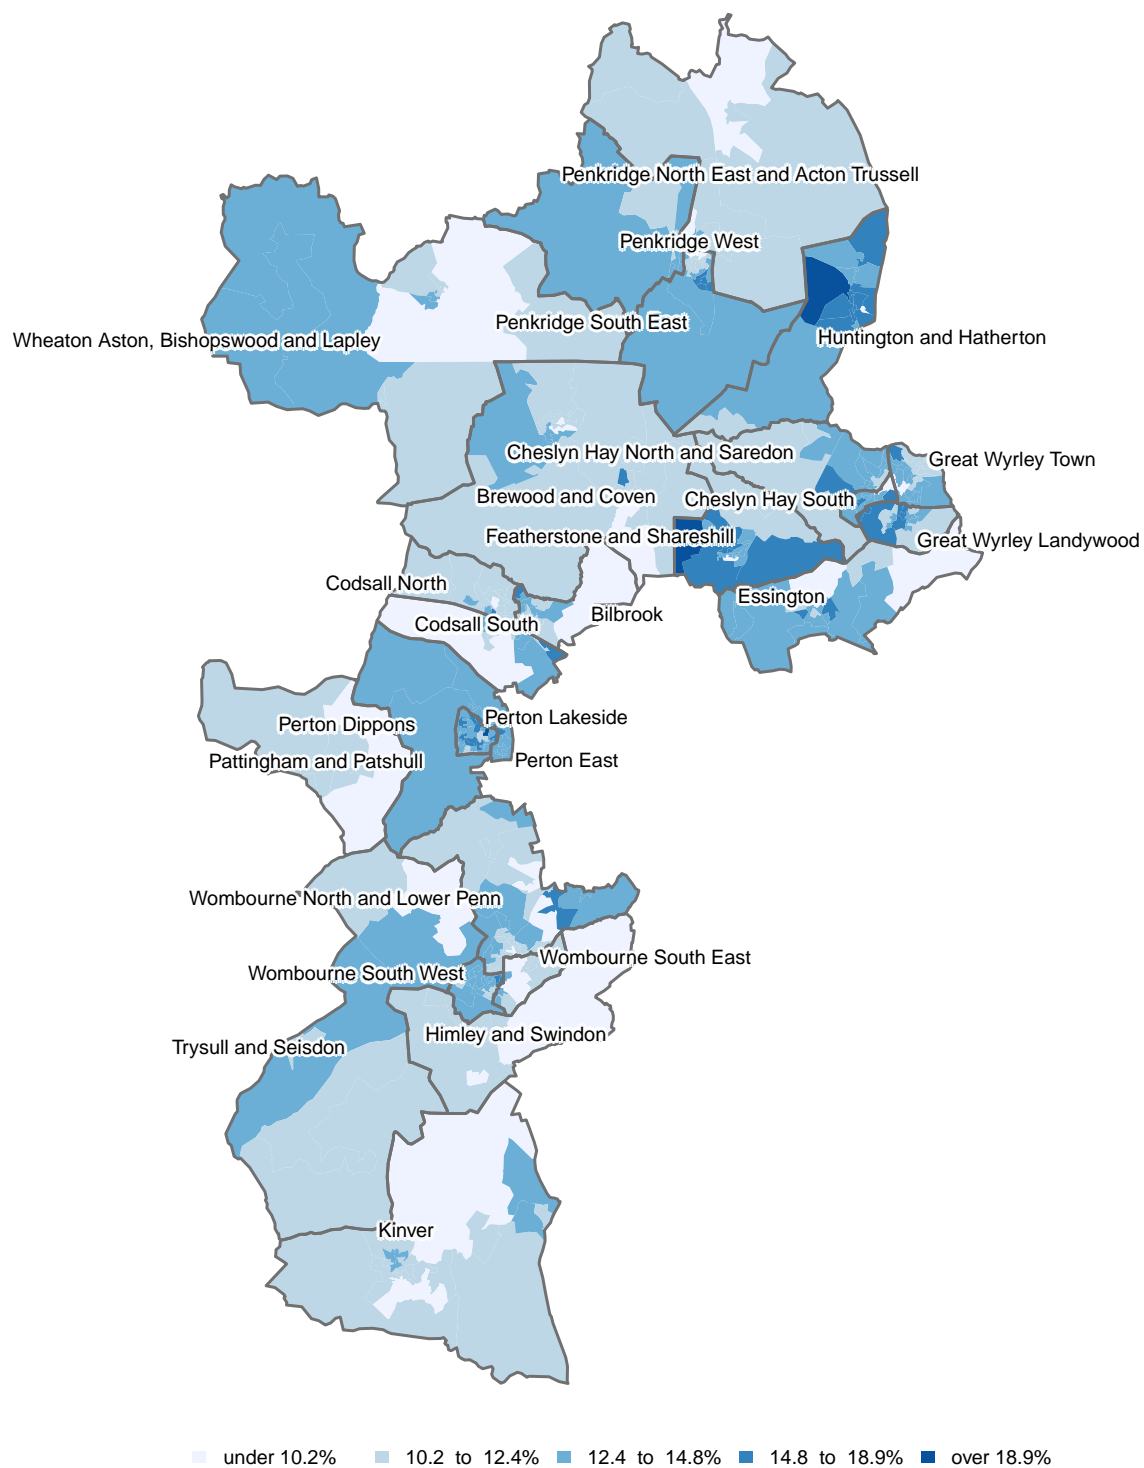 Penkridge North East and Acton Trussell
Penkridge West
Penkridge South East
Wheaton Aston, Bishopswood and Lapley
Huntington and Hatherton
Cheslyn Hay North and Saredon
Great Wyrley Town
Brewood and Coven
Cheslyn Hay South
Featherstone and Shareshill
Great Wyrley Landywood
Codsall North
Essington
Bilbrook
Codsall South
Perton Lakeside
Perton Dippons
Perton East
Pattingham and Patshull
Wombourne North and Lower Penn
Wombourne South East
Wombourne South West
Himley and Swindon
Trysull and Seisdon
Kinver
under 10.2% 10.2 to 12.4% 12.4 to 14.8% 14.8 to 18.9% over 18.9%